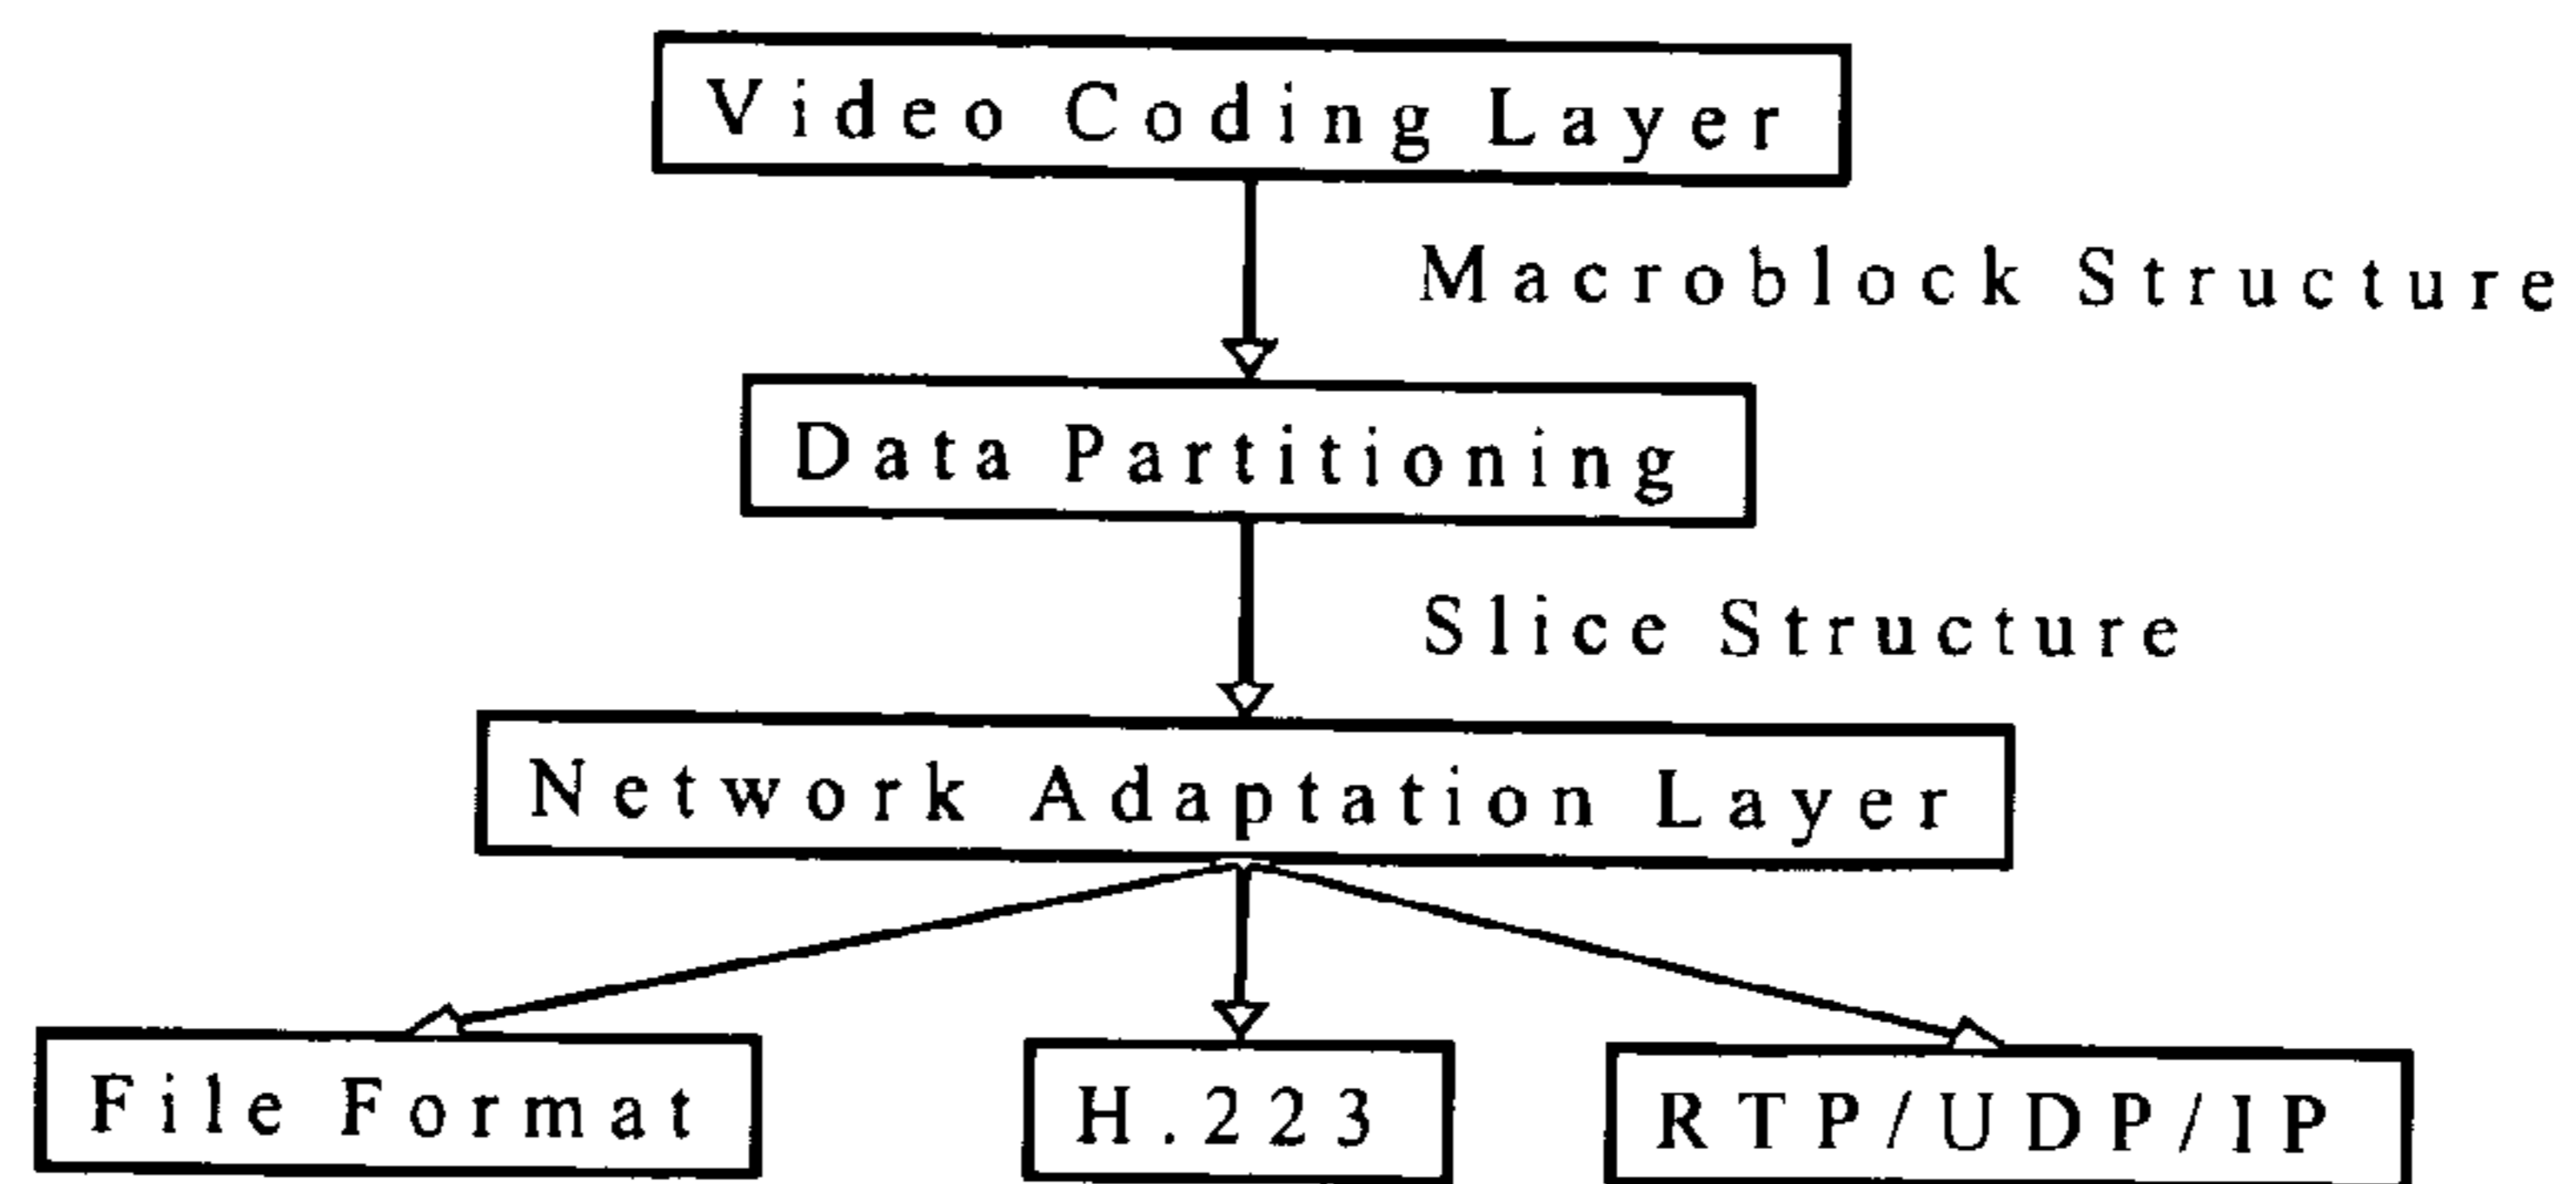 Video Coding Layer
Macroblock Structure
Data Partitioning
Slice Structure
Network Adaptation Layer
File Format
H.223
RTP/UDP/IP